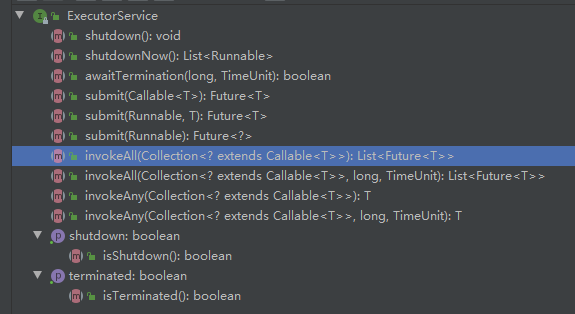 ExecutorService
shutdown(): void
shutdownNow(): List<Runnable>
awaitTermination(long, TimeUnit): boolean
submit(Callable<T>): Future<T>
submit(Runnable, T): Future<T>
submit(Runnable): Future<?>
invokeAll(Collection<? extends Callable<T>>): List<Future<T>>
invokeAll(Collection<? extends Callable<T>>, long, TimeUnit): List<Future<T>>
invokeAny(Collection<? extends Callable<T>>): T
invokeAny(Collection<? extends Callable<T>>, long, TimeUnit): T
shutdown: boolean
isShutdown(): boolean
terminated: boolean
isTerminated(): boolean